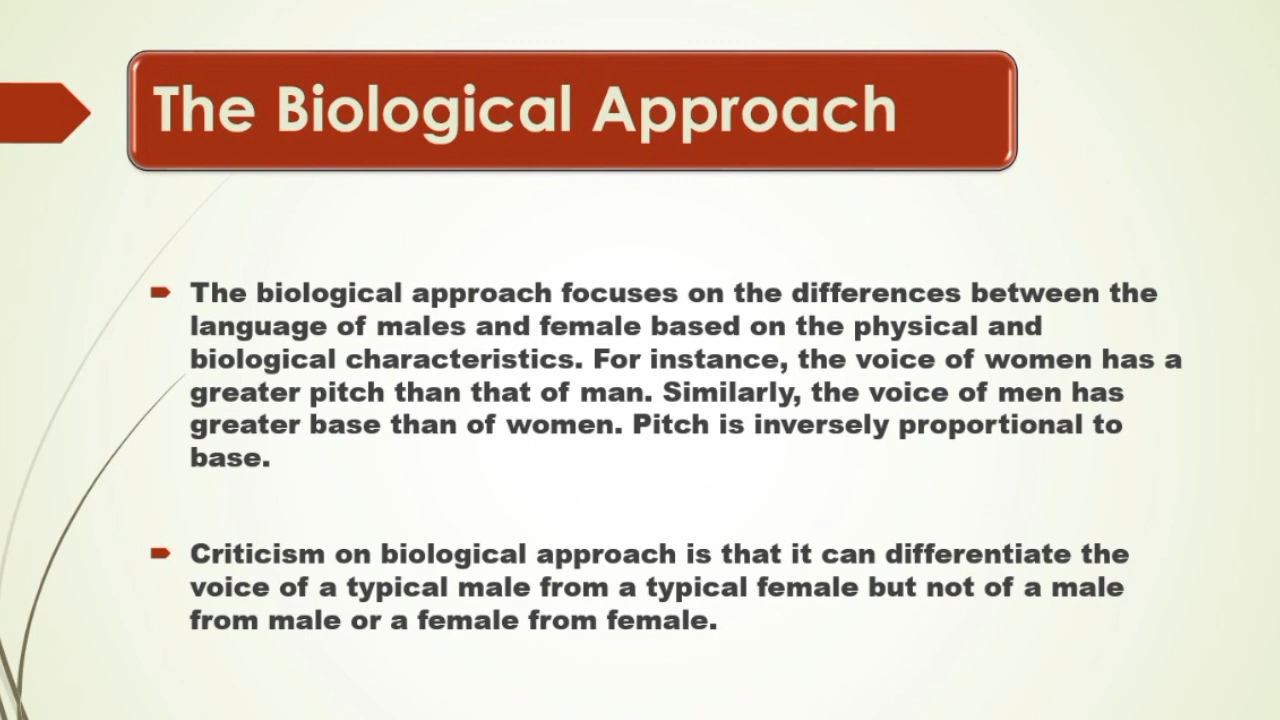 The Biological Approach
The biological approach focuses on the differences between the
language of males and female based on the physical and
biological characteristics. For instance, the voice of women has a
greater pitch than that of man. Similarly, the voice of men has
greater base than of women. Pitch is inversely proportional to
base.
Criticism on biological approach is that it can differentiate the
voice of a typical male from a typical female but not of a male
from male or a female from female.